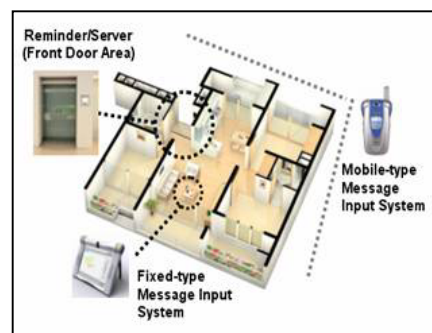 Reminder/Server
(Front Door Area)
Mobile-type
Message
Input System
Fixed-type
Message Input
System